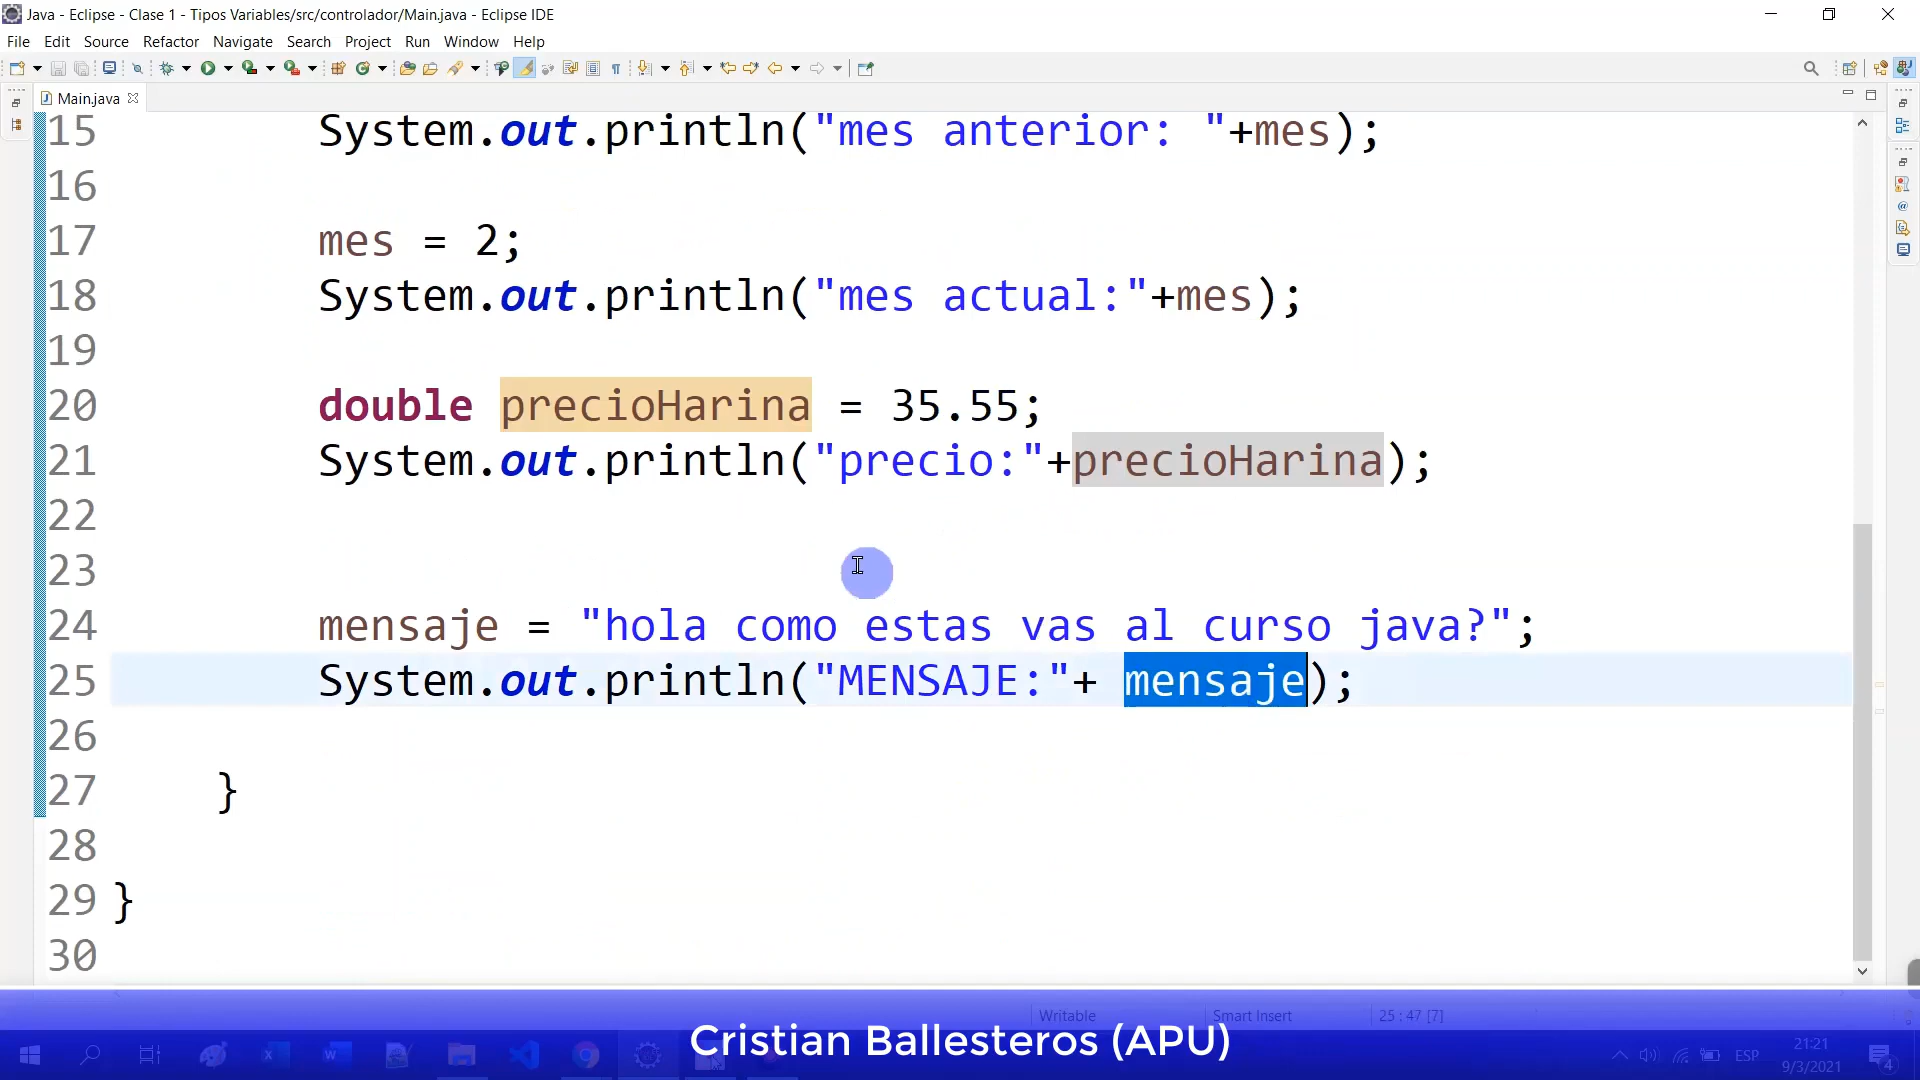 Java - Eclipse - Clase 1 - Tipos Variables/src/controlador/Main.java - Eclipse IDE
File Edit Source Refactor Navigate Search Project Run Window Help
Main.java
15 System.out.println("mes anterior: "+mes);
16
17 mes = 2;
18 System.out.println("mes actual:"+mes);
19
20 double precioHarina = 35.55;
21 System.out.println("precio:"+precioHarina);
22
23
24 mensaje = "hola como estas vas al curso java?";
25 System.out.println("MENSAJE:"+ mensaje);
26
27 }
28
29 }
30
Writable Smart Insert 25 : 47 [7]
Cristian Ballesteros (APU)
ESP
21:21
9/3/2021
4